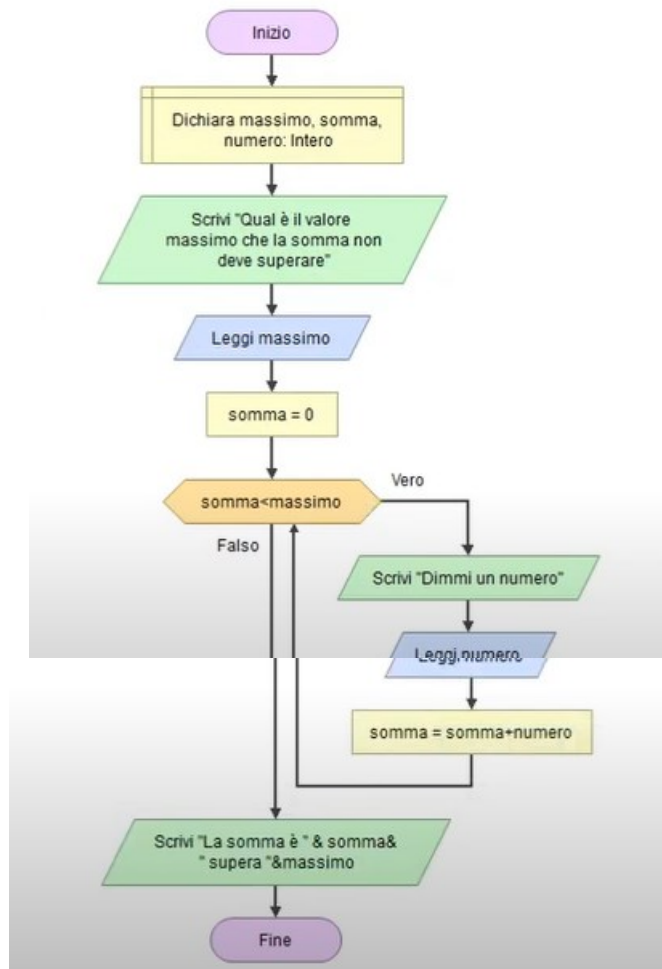 Inizio
Dichiara massimo, somma,
numero: Intero
Scrivi "Qual è il valore
massimo che la somma non
deve superare"
Leggi massimo
somma = 0
somma<massimo
Vero
Falso
Scrivi "Dimmi un numero"
Leggi numero
somma = somma+numero
Scrivi "La somma è " & somma&
" supera "&massimo
Fine